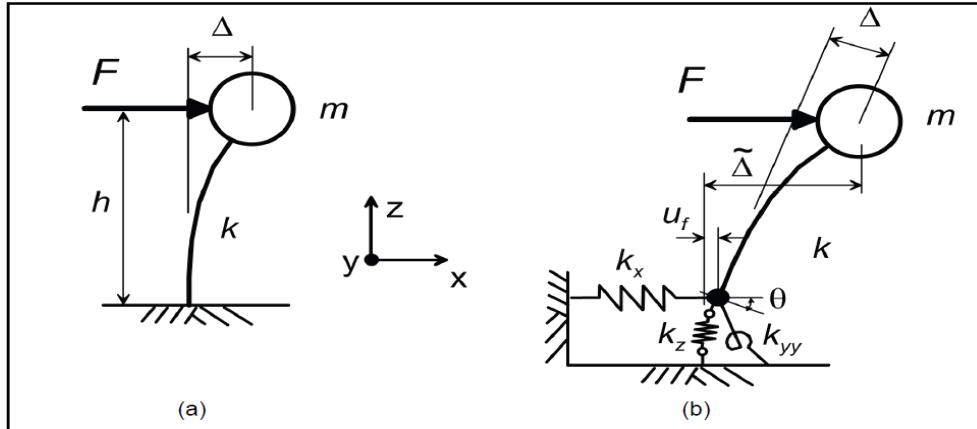 Δ
F
m
h
k
z
y
x
(a)
Δ
F
m
Δ̃
u_f
k
k_x
θ
k_z
k_yy
(b)